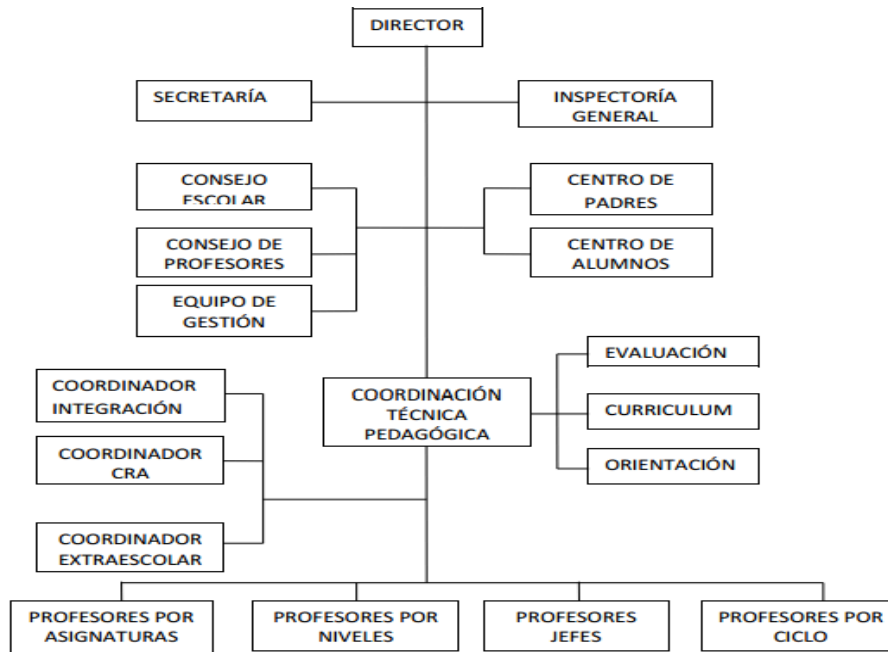 DIRECTOR
SECRETARÍA
INSPECTORÍA
GENERAL
CONSEJO
ESCOLAR
CENTRO DE
PADRES
CONSEJO DE
PROFESORES
CENTRO DE
ALUMNOS
EQUIPO DE
GESTIÓN
EVALUACIÓN
COORDINADOR
INTEGRACIÓN
COORDINACIÓN
TÉCNICA
PEDAGÓGICA
CURRICULUM
COORDINADOR
CRA
ORIENTACIÓN
COORDINADOR
EXTRAESCOLAR
PROFESORES POR
ASIGNATURAS
PROFESORES POR
NIVELES
PROFESORES
JEFES
PROFESORES POR
CICLO